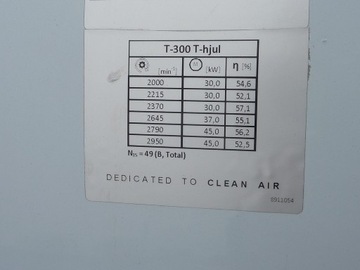 T-300 T-hjul
[min-1] M [kW] η [%]
2000 30,0 54,6
2215 30,0 52,1
2370 30,0 57,1
2645 37,0 55,1
2790 45,0 56,2
2950 45,0 52,5
N55 = 49 (B, Total)
DEDICATED TO CLEAN AIR